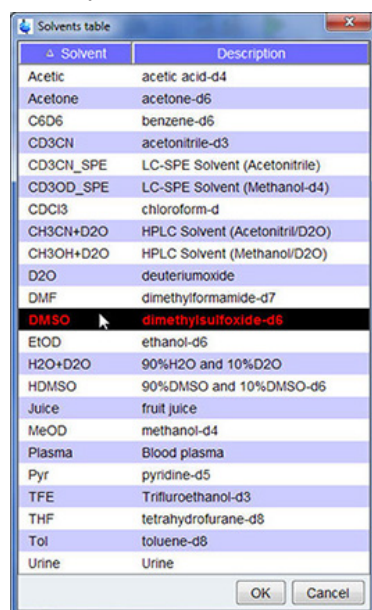 Solvents table
Solvent Description
Acetic acetic acid-d4
Acetone acetone-d6
C6D6 benzene-d6
CD3CN acetonitrile-d3
CD3CN_SPE LC-SPE Solvent (Acetonitrile)
CD3OD_SPE LC-SPE Solvent (Methanol-d4)
CDCl3 chloroform-d
CH3CN+D2O HPLC Solvent (Acetonitril/D2O)
CH3OH+D2O HPLC Solvent (Methanol/D2O)
D2O deuteriumoxide
DMF dimethylformamide-d7
DMSO dimethylsulfoxide-d6
EtOD ethanol-d6
H2O+D2O 90%H2O and 10%D2O
HDMSO 90%DMSO and 10%DMSO-d6
Juice fruit juice
MeOD methanol-d4
Plasma Blood plasma
Pyr pyridine-d5
TFE Trifluroethanol-d3
THF tetrahydrofurane-d8
Tol toluene-d8
Urine Urine
OK Cancel